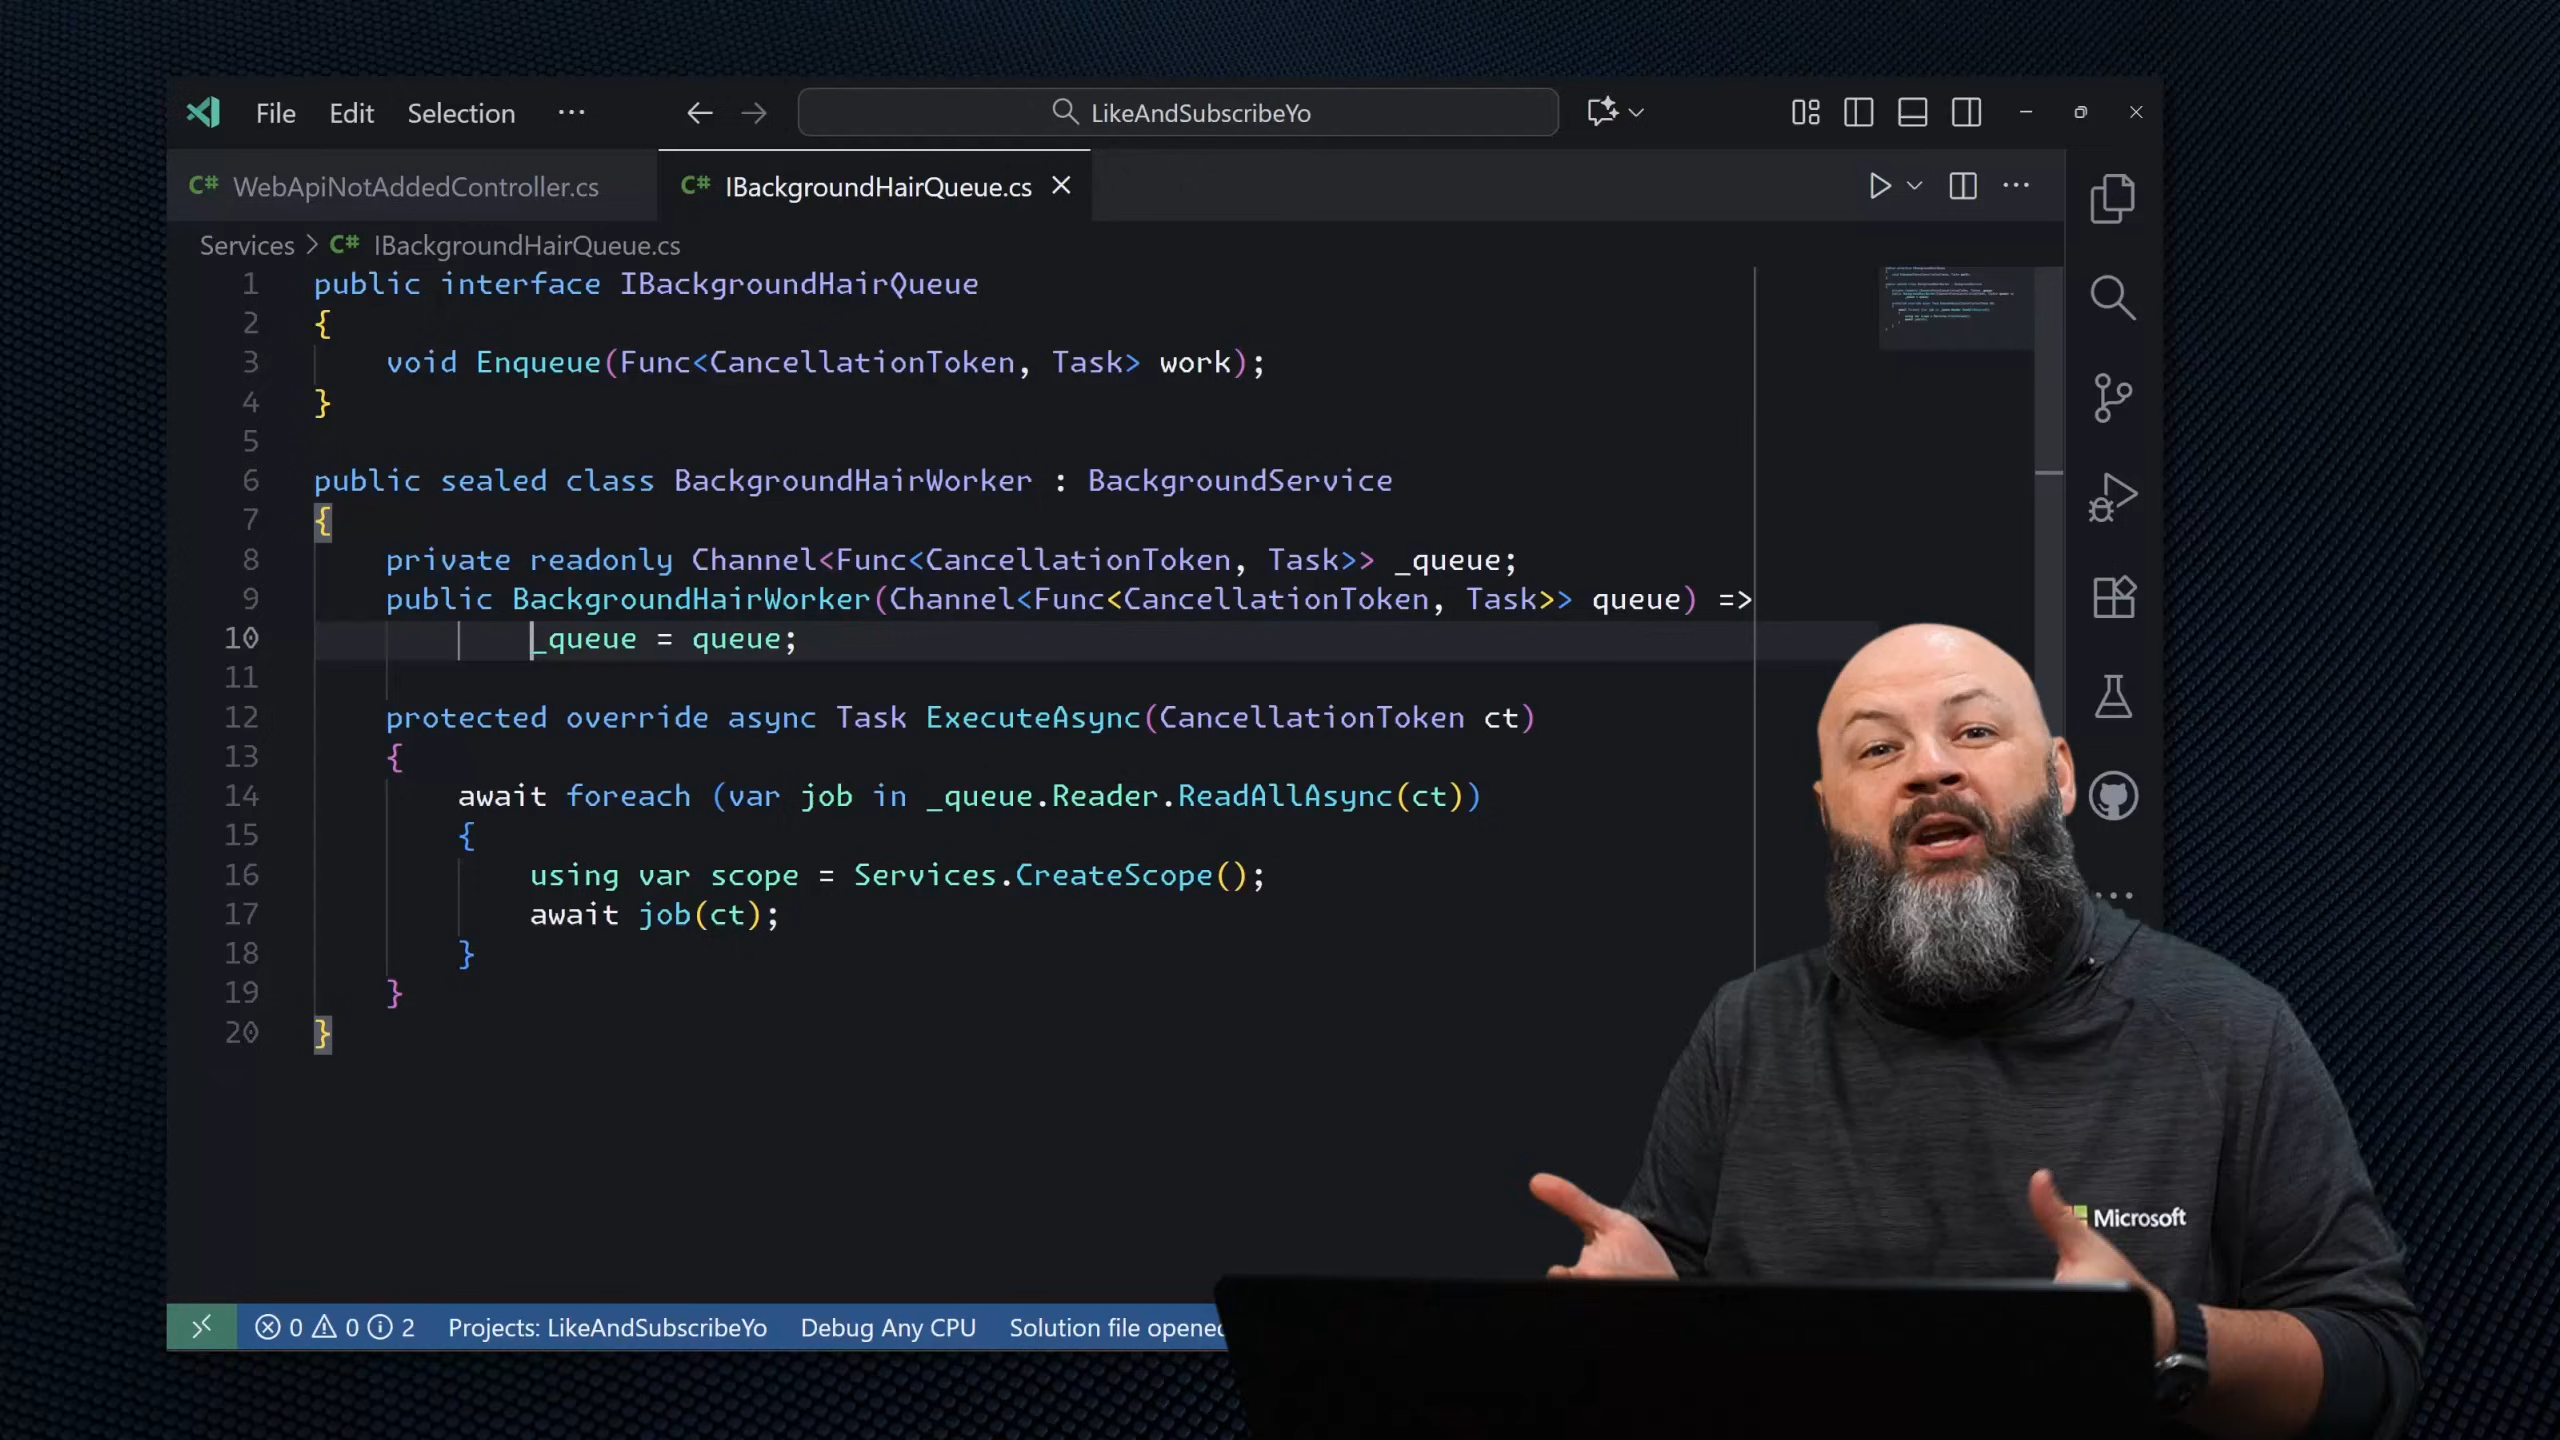 File Edit Selection ···
LikeAndSubscribeYo
C# WebApiNotAddedController.cs
C# IBackgroundHairQueue.cs
Services > C# IBackgroundHairQueue.cs
1 public interface IBackgroundHairQueue
2 {
3 void Enqueue(Func<CancellationToken, Task> work);
4 }
5
6 public sealed class BackgroundHairWorker : BackgroundService
7 {
8 private readonly Channel<Func<CancellationToken, Task>> _queue;
9 public BackgroundHairWorker(Channel<Func<CancellationToken, Task>> queue) =>
10 _queue = queue;
11
12 protected override async Task ExecuteAsync(CancellationToken ct)
13 {
14 await foreach (var job in _queue.Reader.ReadAllAsync(ct))
15 {
16 using var scope = Services.CreateScope();
17 await job(ct);
18 }
19 }
20 }
Microsoft
0 0 2 Projects: LikeAndSubscribeYo Debug Any CPU Solution file opened